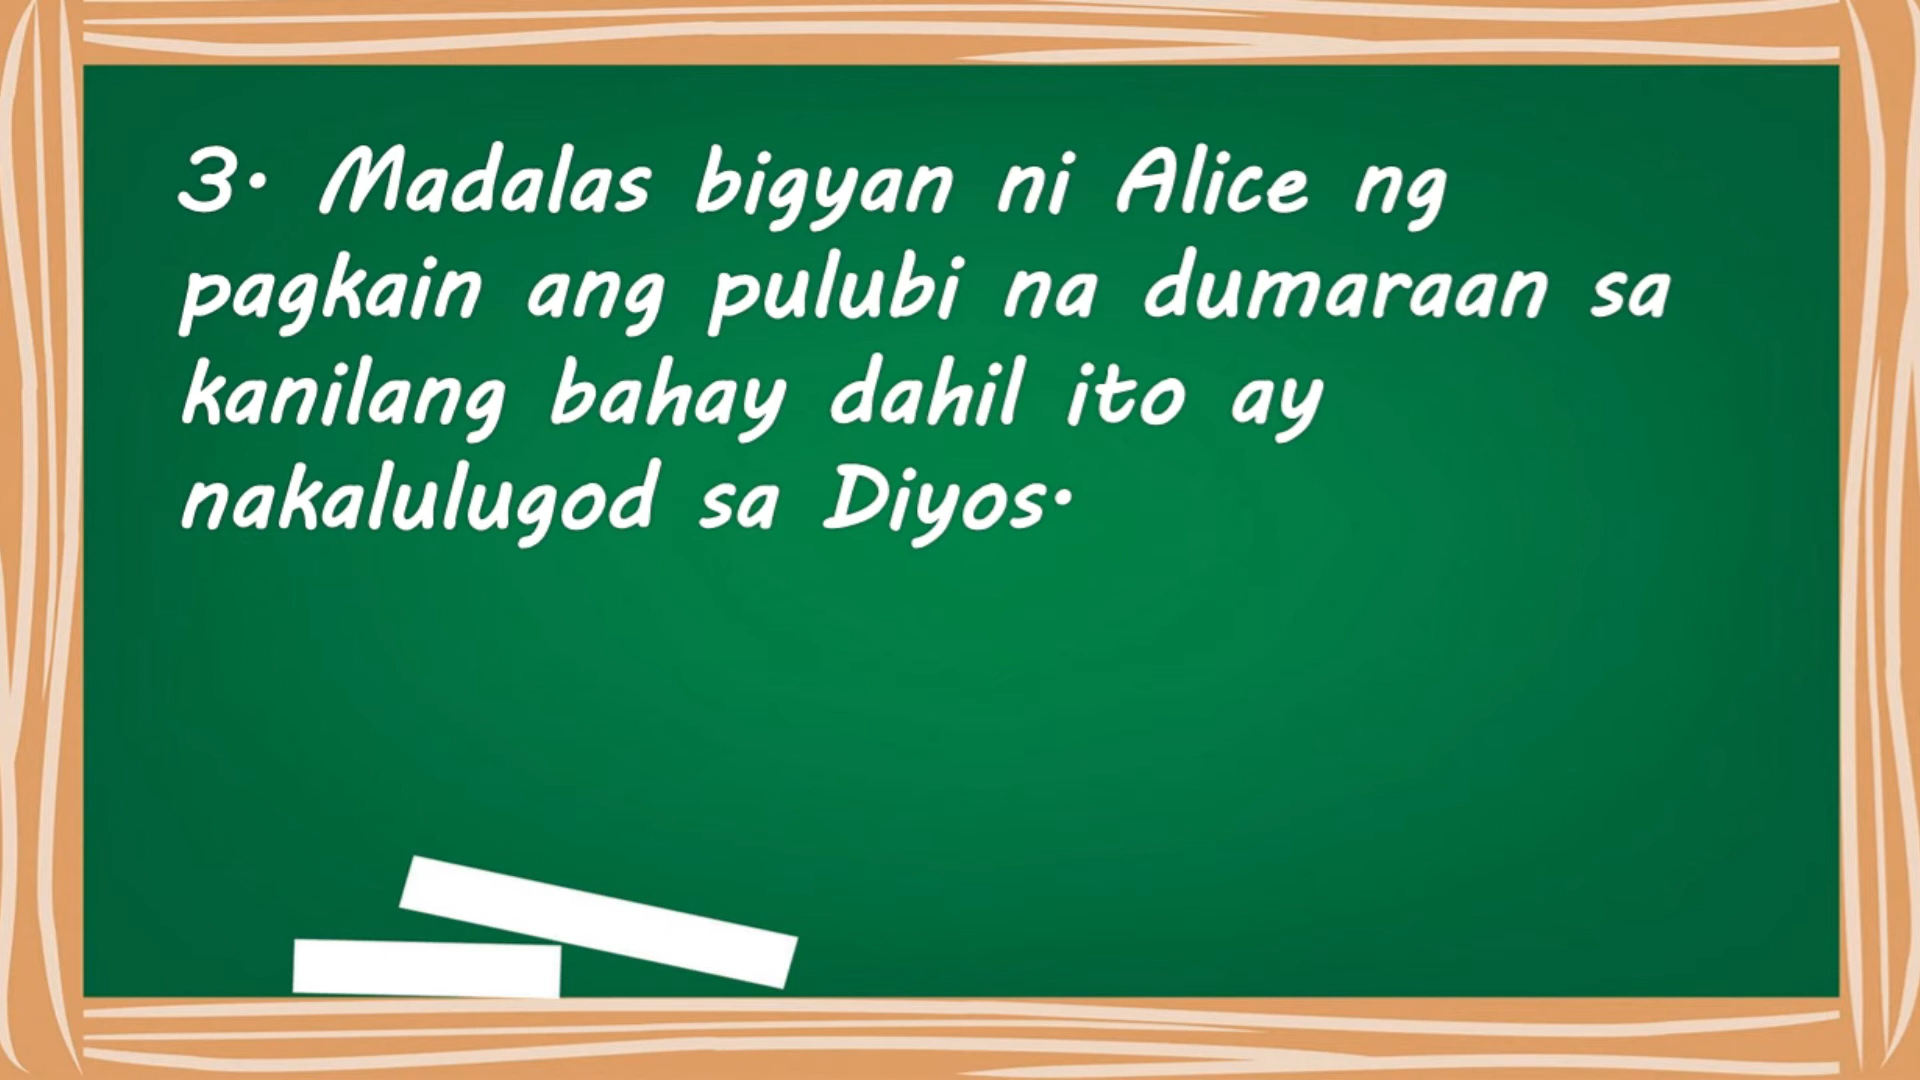 3. Madalas bigyan ni Alice ng
pagkain ang pulubi na dumaraan sa
kanilang bahay dahil ito ay
nakalulugod sa Diyos.